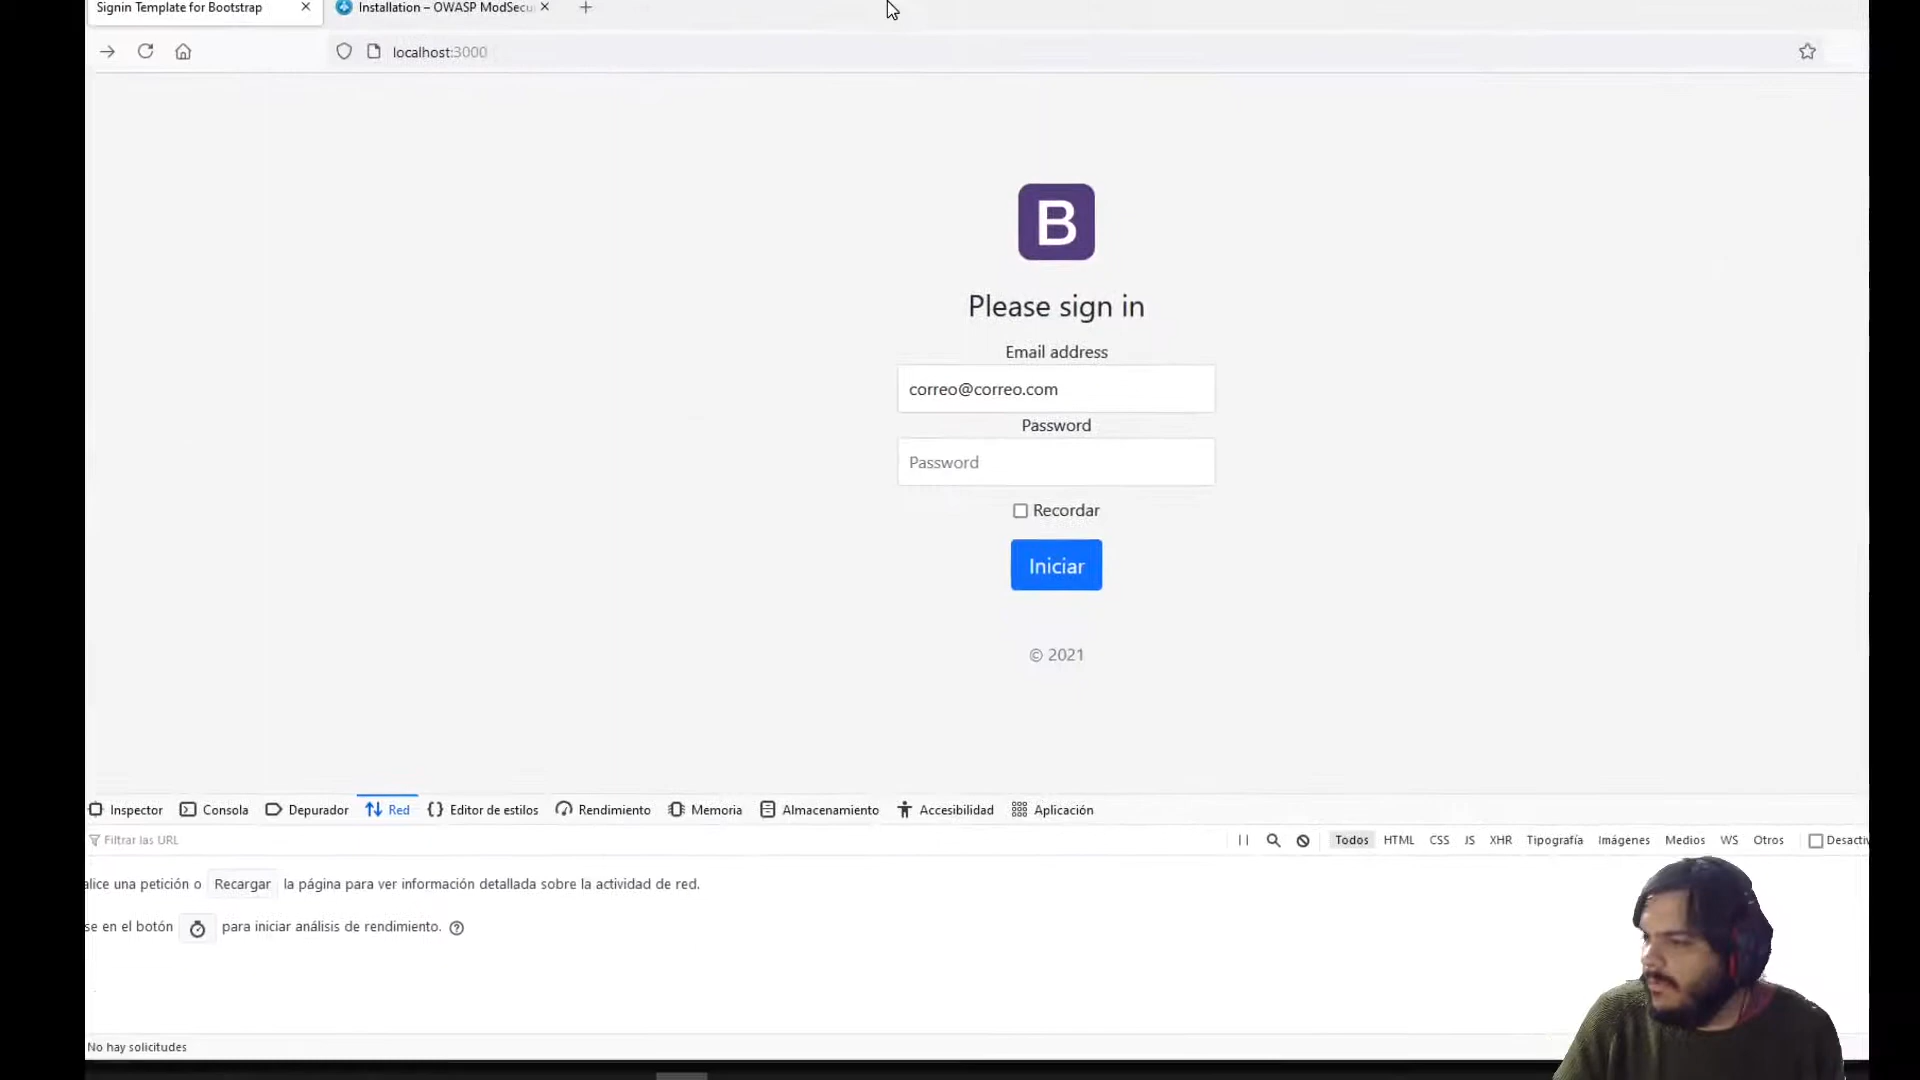 Signin Template for Bootstrap
Installation – OWASP ModSecu
localhost:3000
B
Please sign in
Email address
correo@correo.com
Password
Password
Recordar
Iniciar
© 2021
Inspector Consola Depurador Red Editor de estilos Rendimiento Memoria Almacenamiento Accesibilidad Aplicación
Filtrar las URL
Todos HTML CSS JS XHR Tipografía Imágenes Medios WS Otros Desactiv
alice una petición o Recargar la página para ver información detallada sobre la actividad de red.
se en el botón para iniciar análisis de rendimiento.
No hay solicitudes